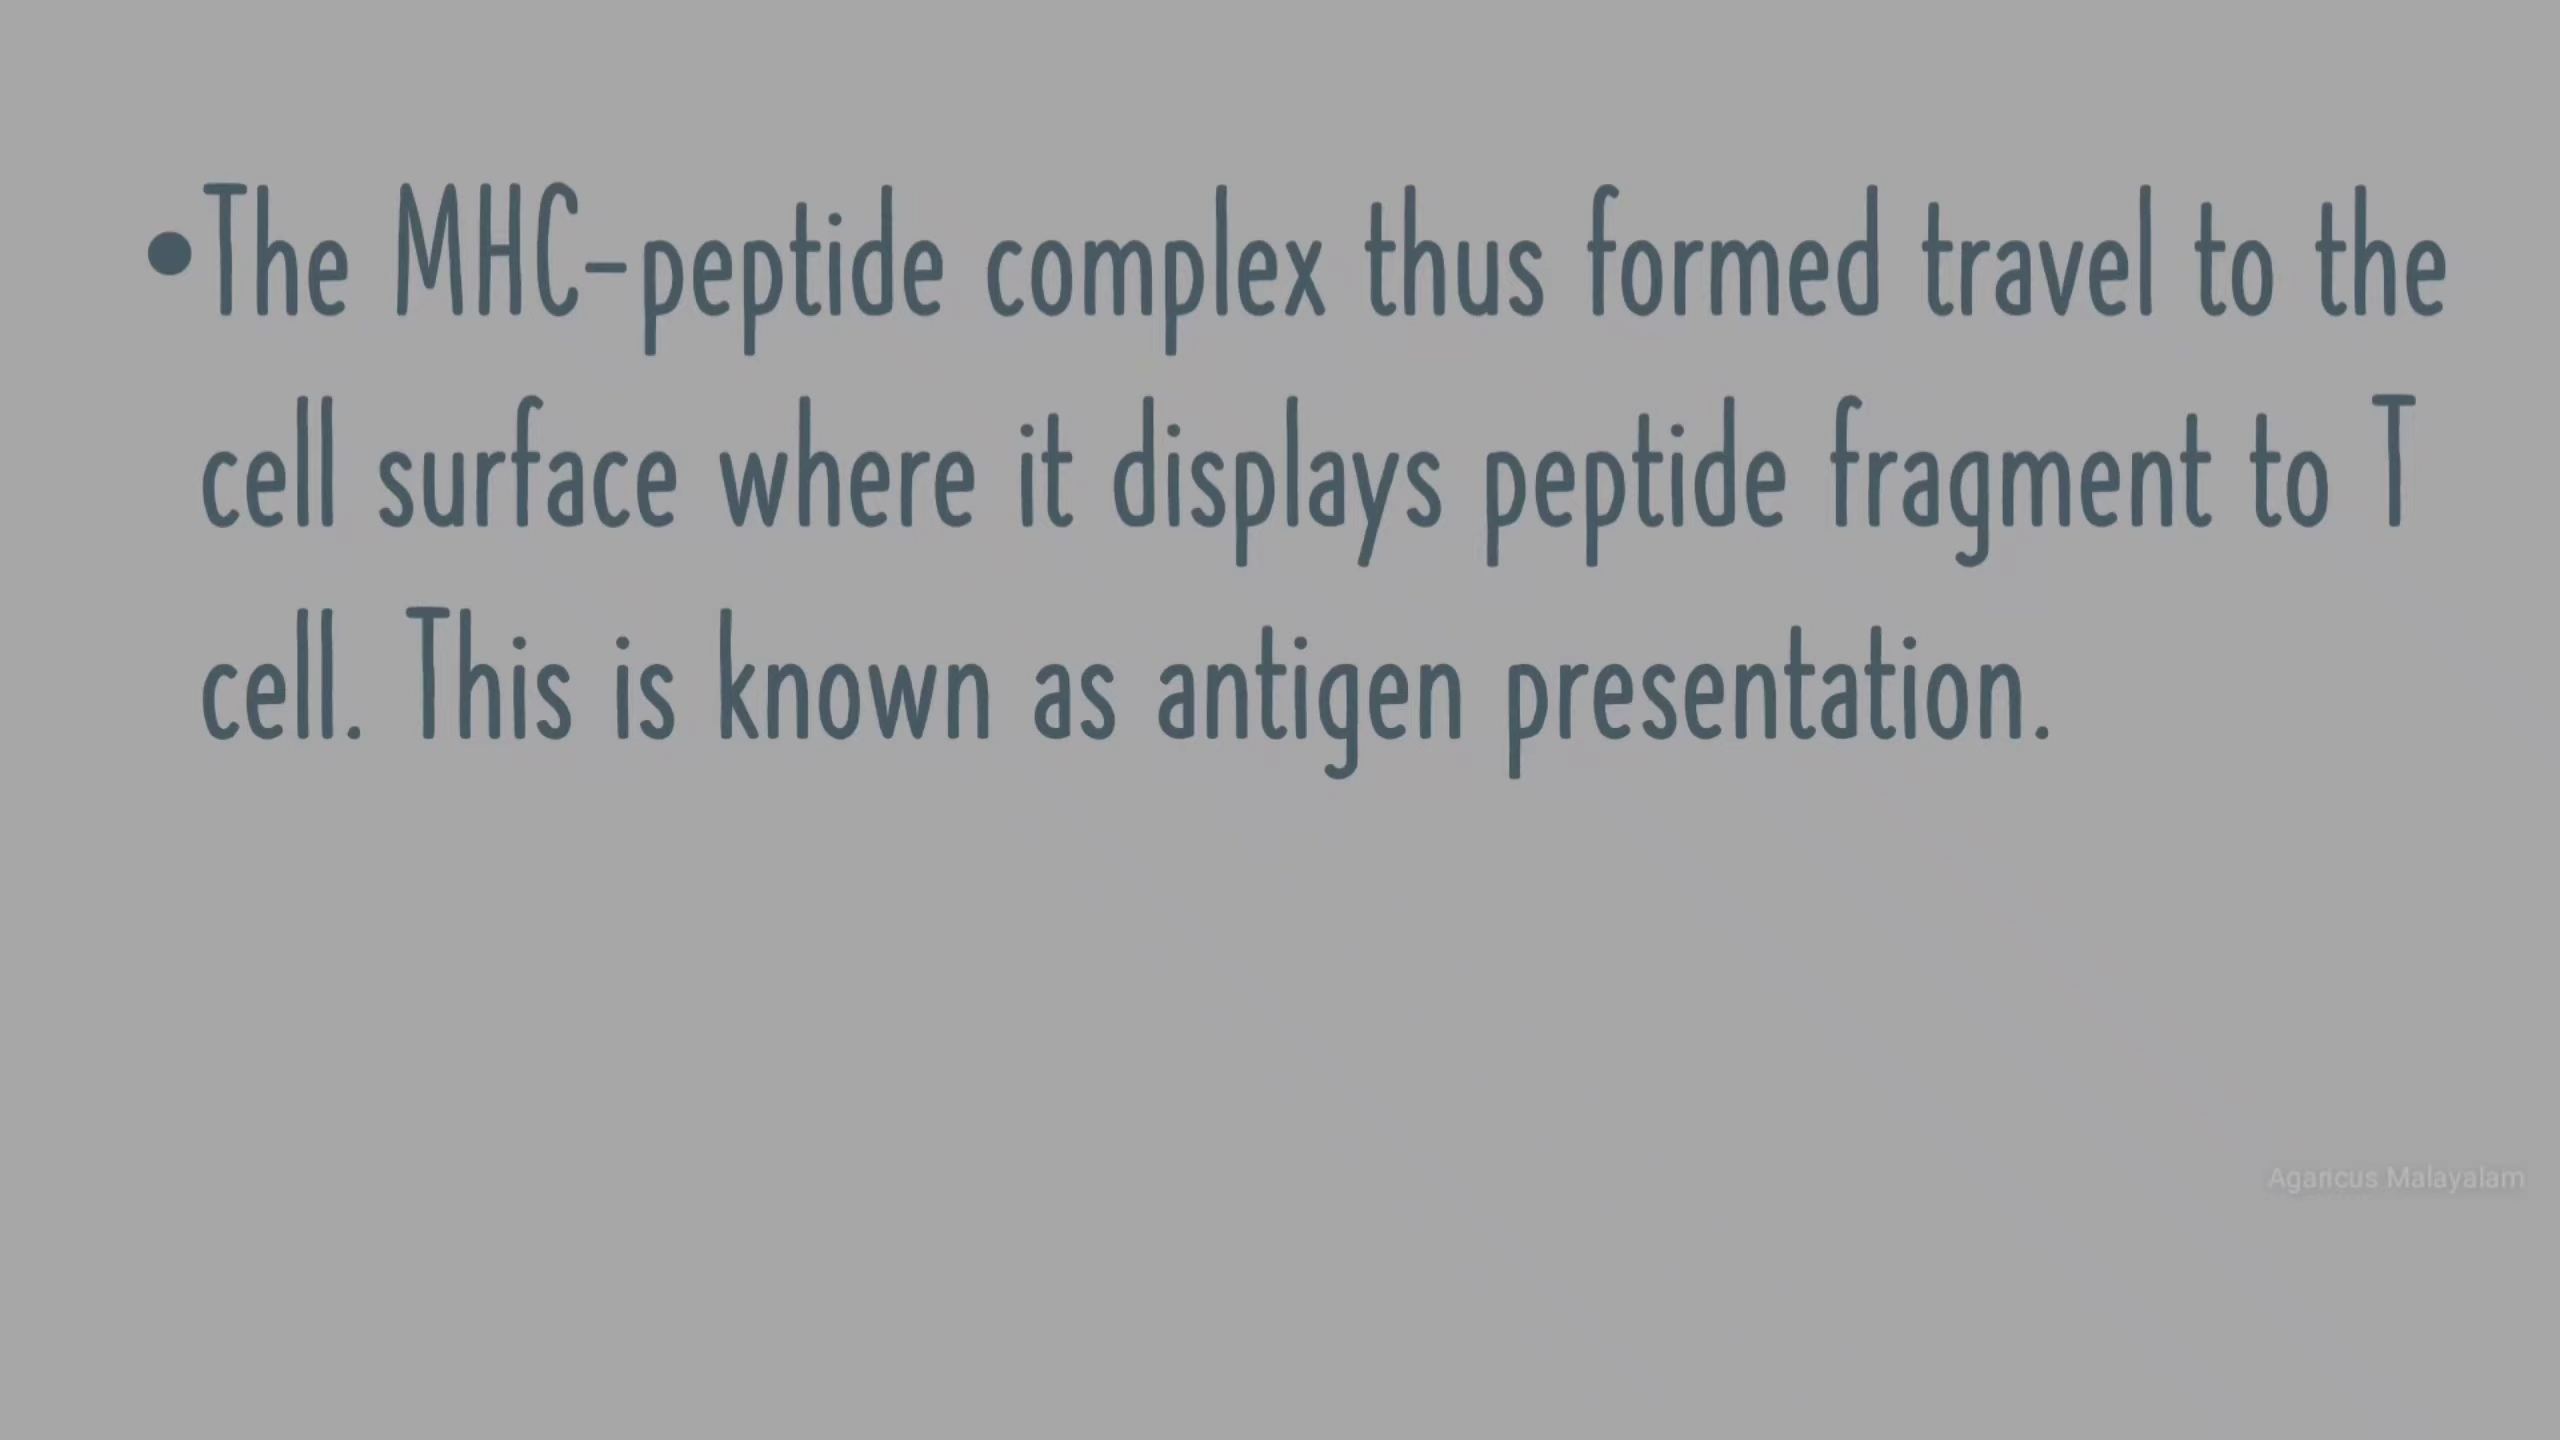 •The MHC-peptide complex thus formed travel to the
cell surface where it displays peptide fragment to T
cell. This is known as antigen presentation.
Agaricus Malayalam